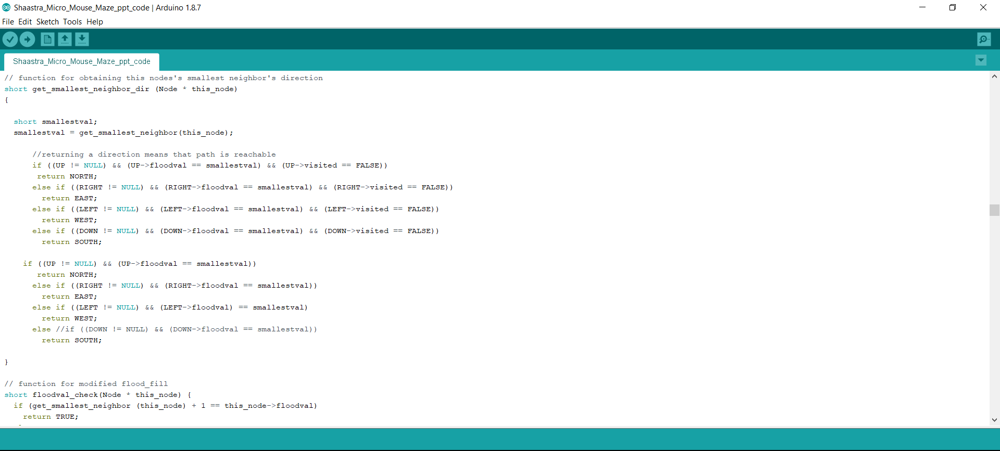 Shaastra_Micro_Mouse_Maze_ppt_code | Arduino 1.8.7
File Edit Sketch Tools Help
Shaastra_Micro_Mouse_Maze_ppt_code
// function for obtaining this nodes's smallest neighbor's direction
short get_smallest_neighbor_dir (Node * this_node)
{
short smallestval;
smallestval = get_smallest_neighbor(this_node);
//returning a direction means that path is reachable
if ((UP != NULL) && (UP->floodval == smallestval) && (UP->visited == FALSE))
return NORTH;
else if ((RIGHT != NULL) && (RIGHT->floodval == smallestval) && (RIGHT->visited == FALSE))
return EAST;
else if ((LEFT != NULL) && (LEFT->floodval == smallestval) && (LEFT->visited == FALSE))
return WEST;
else if ((DOWN != NULL) && (DOWN->floodval == smallestval) && (DOWN->visited == FALSE))
return SOUTH;
if ((UP != NULL) && (UP->floodval == smallestval))
return NORTH;
else if ((RIGHT != NULL) && (RIGHT->floodval == smallestval))
return EAST;
else if ((LEFT != NULL) && (LEFT->floodval) == smallestval)
return WEST;
else //if ((DOWN != NULL) && (DOWN->floodval == smallestval))
return SOUTH;
}
// function for modified flood_fill
short floodval_check(Node * this_node) {
if (get_smallest_neighbor (this_node) + 1 == this_node->floodval)
return TRUE;